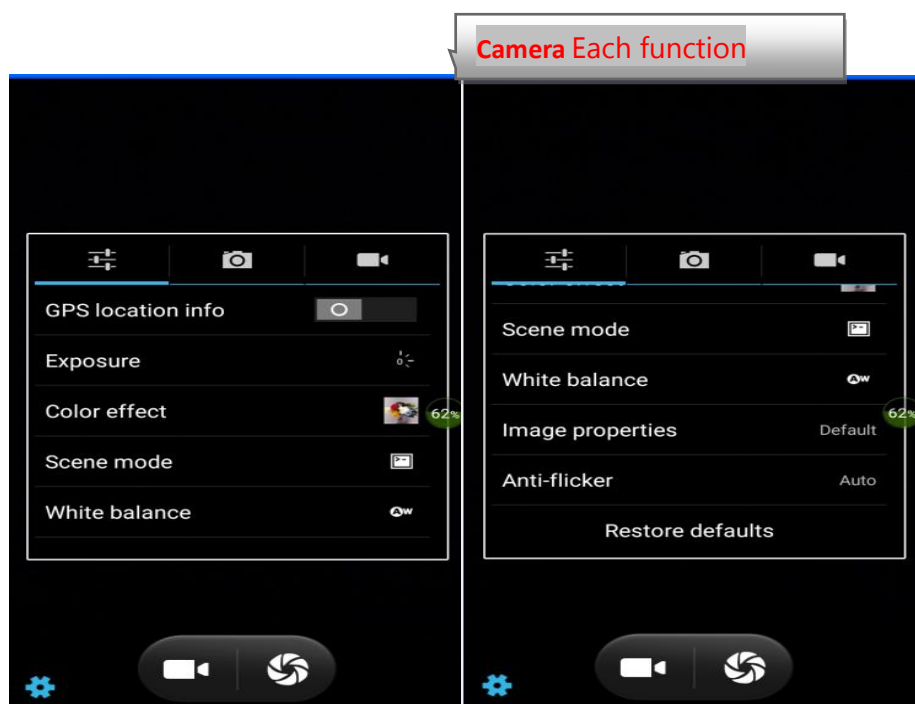 Camera Each function
GPS location info
Exposure
Color effect
62%
Scene mode
White balance
Scene mode
White balance
62%
Image properties Default
Anti-flicker Auto
Restore defaults